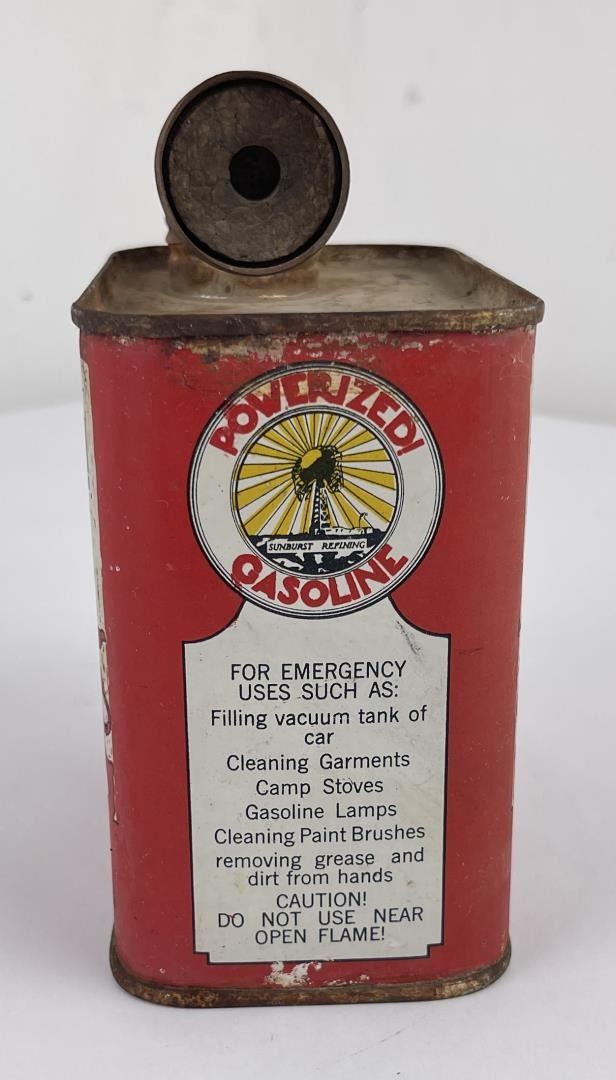 POWERIZED!
SUNBURST REFINING
GASOLINE
FOR EMERGENCY
USES SUCH AS:
Filling vacuum tank of
car
Cleaning Garments
Camp Stoves
Gasoline Lamps
Cleaning Paint Brushes
removing grease and
dirt from hands
CAUTION!
DO NOT USE NEAR
OPEN FLAME!